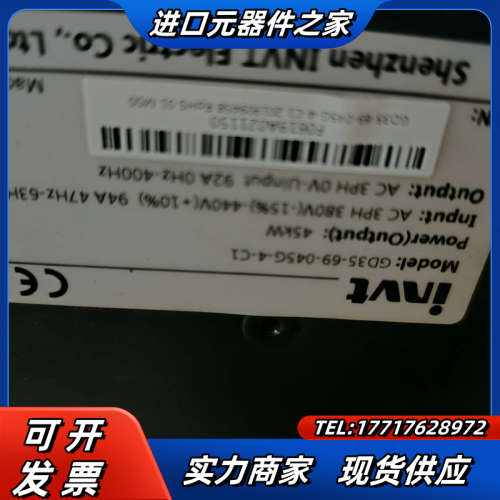 进口元器件之家
invt
Model: GD35-69-045G-4-C1
Power(Output): 45kW
Input: AC 3PH 380V(-15%)-440V(+10%) 94A 47Hz-63H
Output: AC 3PH 0V-Uinput 92A 0Hz-400Hz
Shenzhen INVT Electric Co., Ltd
TEL:17717628972
可开发票
实力商家 现货供应